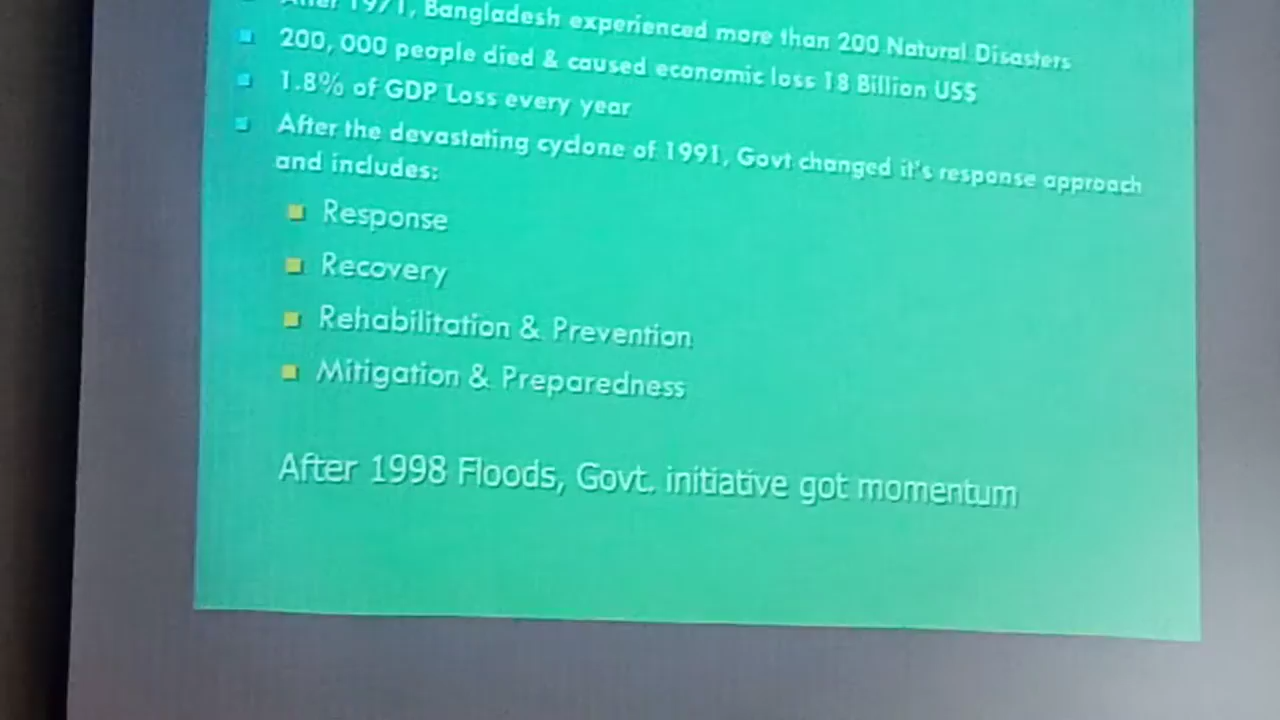 After 1971, Bangladesh experienced more than 200 Natural Disasters
200, 000 people died & caused economic loss 18 Billion US$
1.8% of GDP Loss every year
After the devastating cyclone of 1991, Govt changed it's response approach
and includes:
Response
Recovery
Rehabilitation & Prevention
Mitigation & Preparedness
After 1998 Floods, Govt. initiative got momentum